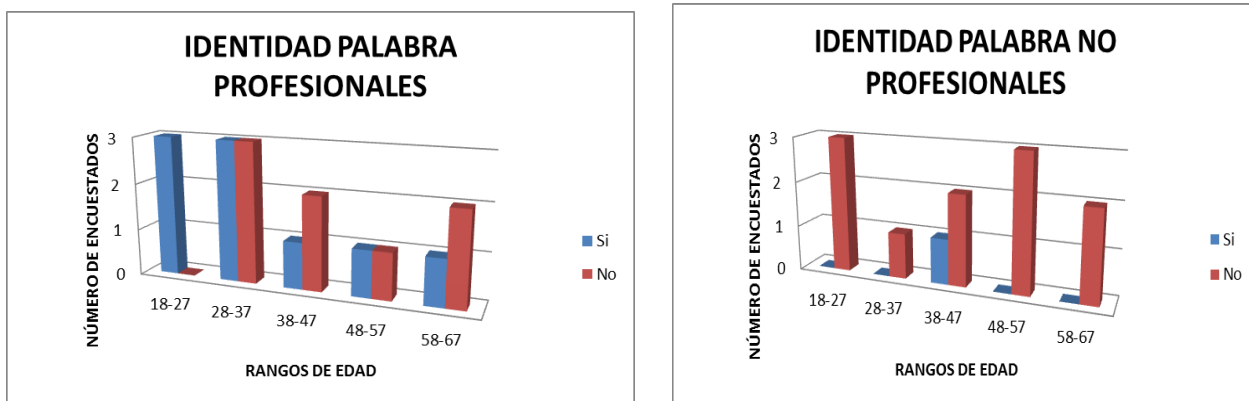 IDENTIDAD PALABRA
PROFESIONALES
NÚMERO DE ENCUESTADOS
3
2
1
0
18-27
28-37
38-47
48-57
58-67
RANGOS DE EDAD
Si
No
IDENTIDAD PALABRA NO
PROFESIONALES
NÚMERO DE ENCUESTADOS
3
2
1
0
18-27
28-37
38-47
48-57
58-67
RANGOS DE EDAD
Si
No